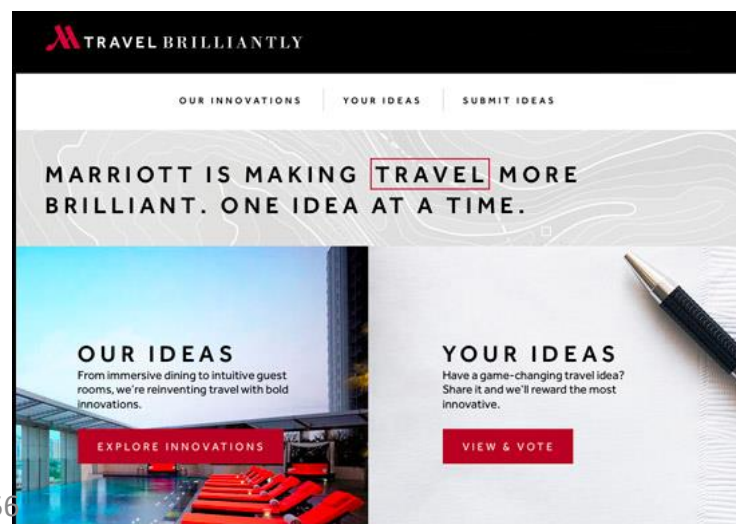 TRAVEL BRILLIANTLY
OUR INNOVATIONS
YOUR IDEAS
SUBMIT IDEAS
MARRIOTT IS MAKING TRAVEL MORE
BRILLIANT. ONE IDEA AT A TIME.
OUR IDEAS
From immersive dining to intuitive guest
rooms, we're reinventing travel with bold
innovations.
EXPLORE INNOVATIONS
YOUR IDEAS
Have a game-changing travel idea?
Share it and we'll reward the most
innovative.
VIEW & VOTE